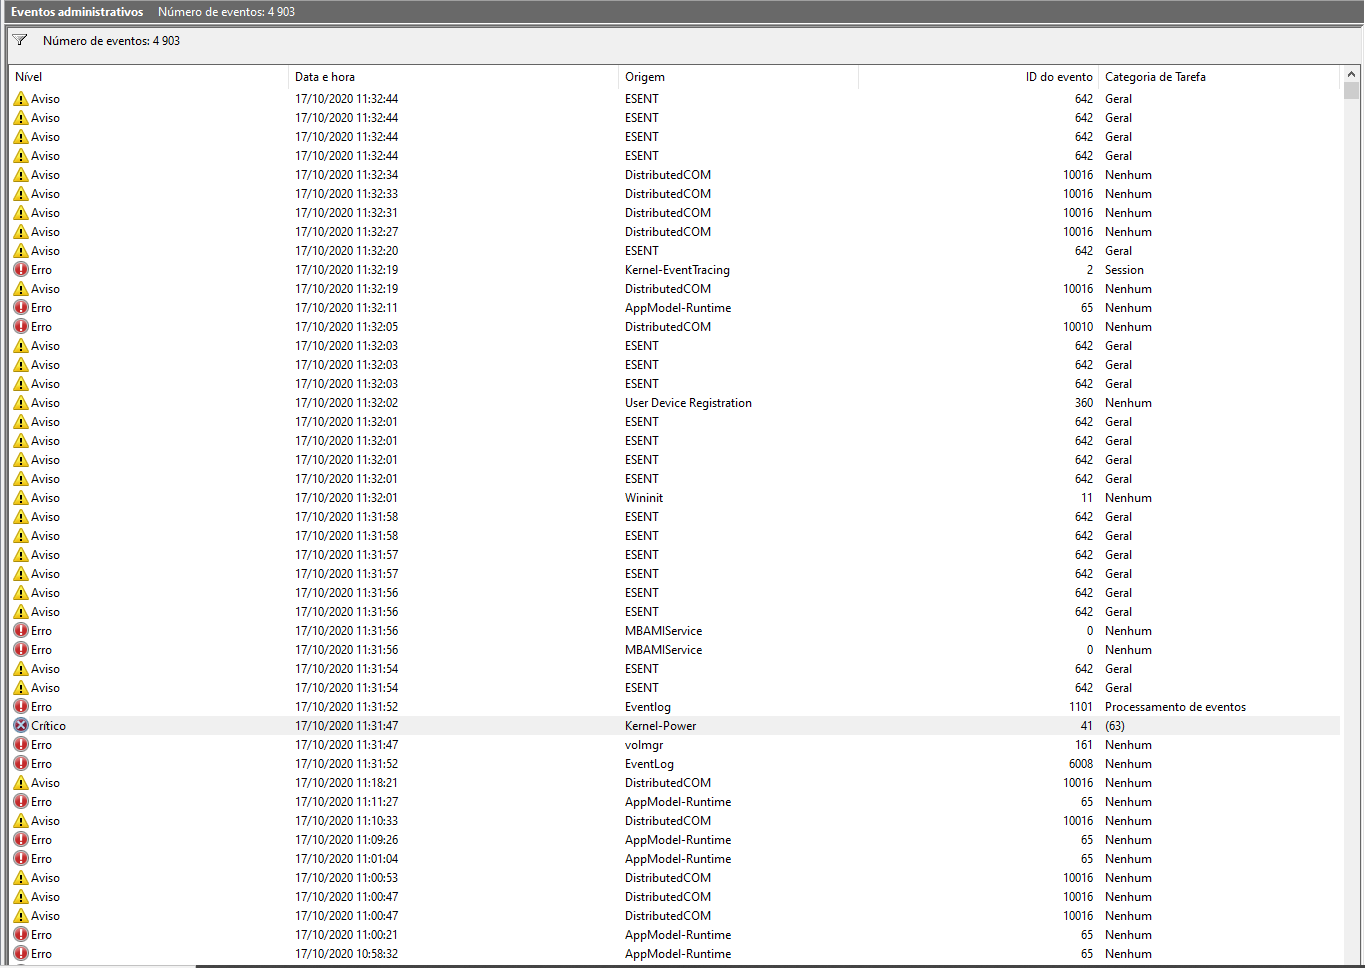 Eventos administrativos Número de eventos: 4 903
Número de eventos: 4 903
Nível Data e hora Origem ID do evento Categoria de Tarefa
Aviso 17/10/2020 11:32:44 ESENT 642 Geral
Aviso 17/10/2020 11:32:44 ESENT 642 Geral
Aviso 17/10/2020 11:32:44 ESENT 642 Geral
Aviso 17/10/2020 11:32:44 ESENT 642 Geral
Aviso 17/10/2020 11:32:34 DistributedCOM 10016 Nenhum
Aviso 17/10/2020 11:32:33 DistributedCOM 10016 Nenhum
Aviso 17/10/2020 11:32:31 DistributedCOM 10016 Nenhum
Aviso 17/10/2020 11:32:27 DistributedCOM 10016 Nenhum
Aviso 17/10/2020 11:32:20 ESENT 642 Geral
Erro 17/10/2020 11:32:19 Kernel-EventTracing 2 Session
Aviso 17/10/2020 11:32:19 DistributedCOM 10016 Nenhum
Erro 17/10/2020 11:32:11 AppModel-Runtime 65 Nenhum
Erro 17/10/2020 11:32:05 DistributedCOM 10010 Nenhum
Aviso 17/10/2020 11:32:03 ESENT 642 Geral
Aviso 17/10/2020 11:32:03 ESENT 642 Geral
Aviso 17/10/2020 11:32:03 ESENT 642 Geral
Aviso 17/10/2020 11:32:02 User Device Registration 360 Nenhum
Aviso 17/10/2020 11:32:01 ESENT 642 Geral
Aviso 17/10/2020 11:32:01 ESENT 642 Geral
Aviso 17/10/2020 11:32:01 ESENT 642 Geral
Aviso 17/10/2020 11:32:01 ESENT 642 Geral
Aviso 17/10/2020 11:32:01 Wininit 11 Nenhum
Aviso 17/10/2020 11:31:58 ESENT 642 Geral
Aviso 17/10/2020 11:31:58 ESENT 642 Geral
Aviso 17/10/2020 11:31:57 ESENT 642 Geral
Aviso 17/10/2020 11:31:57 ESENT 642 Geral
Aviso 17/10/2020 11:31:56 ESENT 642 Geral
Aviso 17/10/2020 11:31:56 ESENT 642 Geral
Erro 17/10/2020 11:31:56 MBAMIService 0 Nenhum
Erro 17/10/2020 11:31:56 MBAMIService 0 Nenhum
Aviso 17/10/2020 11:31:54 ESENT 642 Geral
Aviso 17/10/2020 11:31:54 ESENT 642 Geral
Erro 17/10/2020 11:31:52 Eventlog 1101 Processamento de eventos
Crítico 17/10/2020 11:31:47 Kernel-Power 41 (63)
Erro 17/10/2020 11:31:47 volmgr 161 Nenhum
Erro 17/10/2020 11:31:52 EventLog 6008 Nenhum
Aviso 17/10/2020 11:18:21 DistributedCOM 10016 Nenhum
Erro 17/10/2020 11:11:27 AppModel-Runtime 65 Nenhum
Aviso 17/10/2020 11:10:33 DistributedCOM 10016 Nenhum
Erro 17/10/2020 11:09:26 AppModel-Runtime 65 Nenhum
Erro 17/10/2020 11:01:04 AppModel-Runtime 65 Nenhum
Aviso 17/10/2020 11:00:53 DistributedCOM 10016 Nenhum
Aviso 17/10/2020 11:00:47 DistributedCOM 10016 Nenhum
Aviso 17/10/2020 11:00:47 DistributedCOM 10016 Nenhum
Erro 17/10/2020 11:00:21 AppModel-Runtime 65 Nenhum
Erro 17/10/2020 10:58:32 AppModel-Runtime 65 Nenhum